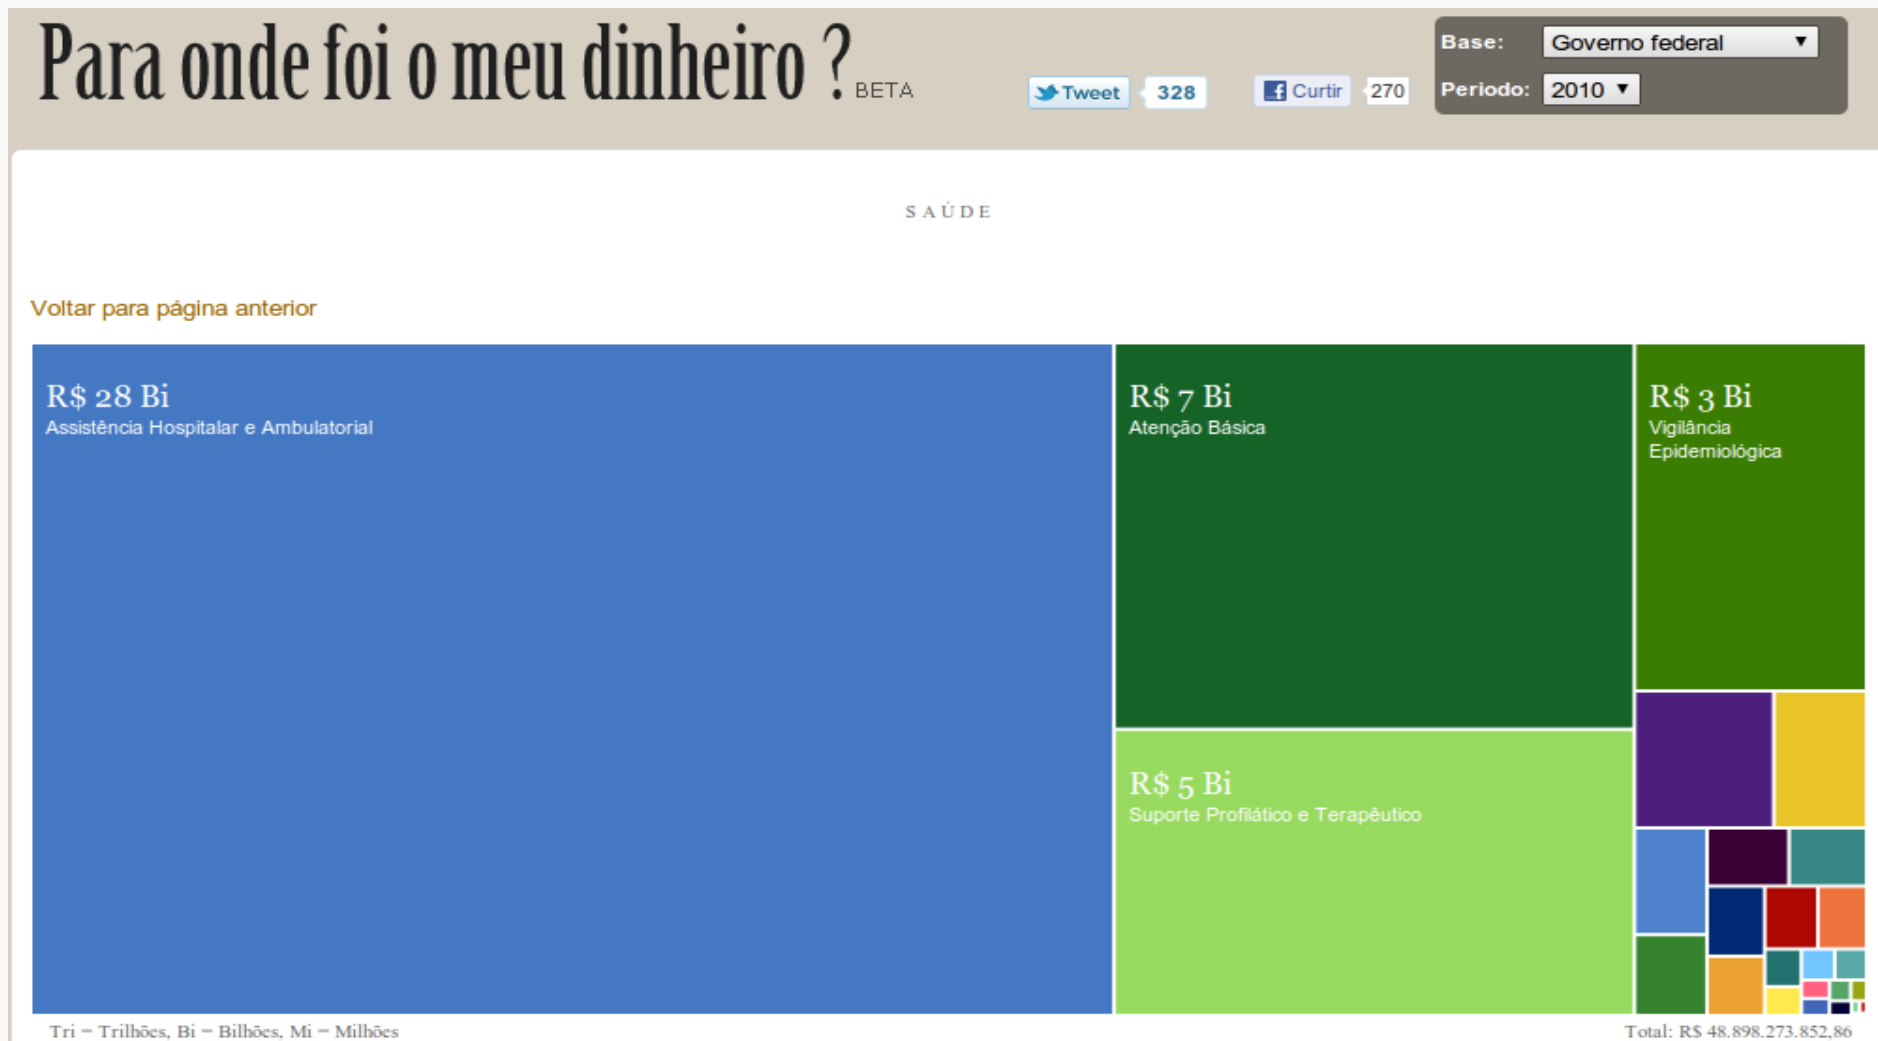 Para onde foi o meu dinheiro ? BETA
Tweet 328
Curtir 270
Base: Governo federal
Periodo: 2010
SAÚDE
Voltar para página anterior
R$ 28 Bi
Assistência Hospitalar e Ambulatorial
R$ 7 Bi
Atenção Básica
R$ 3 Bi
Vigilância
Epidemiológica
R$ 5 Bi
Suporte Profilático e Terapêutico
Tri = Trilhões, Bi = Bilhões, Mi = Milhões
Total: R$ 48.898.273.852,86